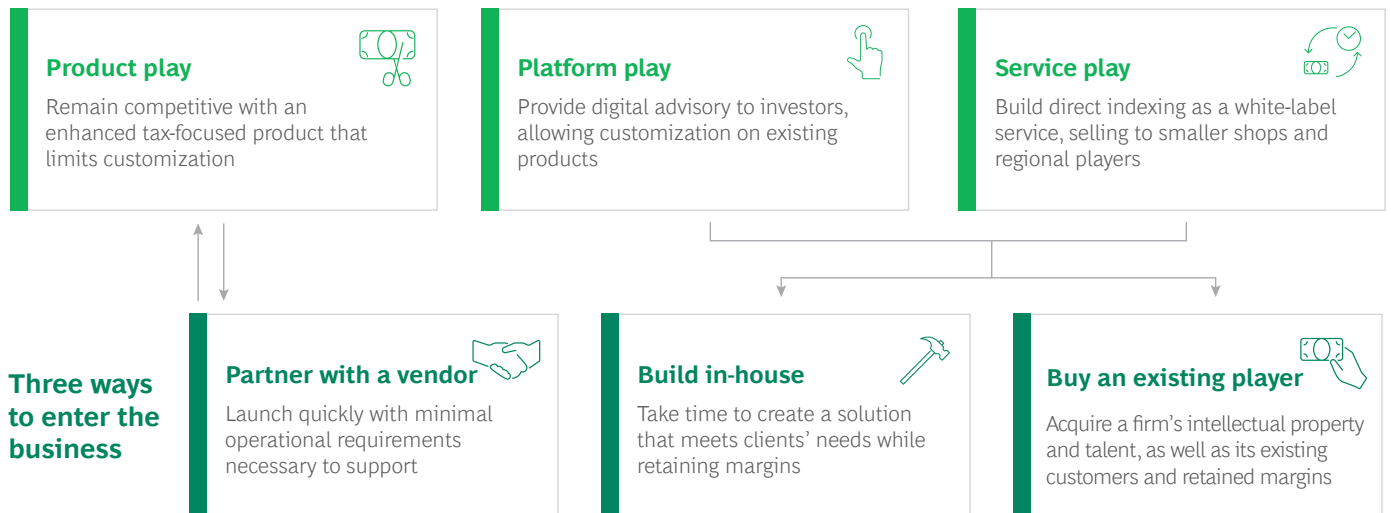 Product play
Remain competitive with an
enhanced tax-focused product that
limits customization
Platform play
Provide digital advisory to investors,
allowing customization on existing
products
Service play
Build direct indexing as a white-label
service, selling to smaller shops and
regional players
Three ways
to enter the
business
Partner with a vendor
Launch quickly with minimal
operational requirements
necessary to support
Build in-house
Take time to create a solution
that meets clients’ needs while
retaining margins
Buy an existing player
Acquire a firm’s intellectual property
and talent, as well as its existing
customers and retained margins